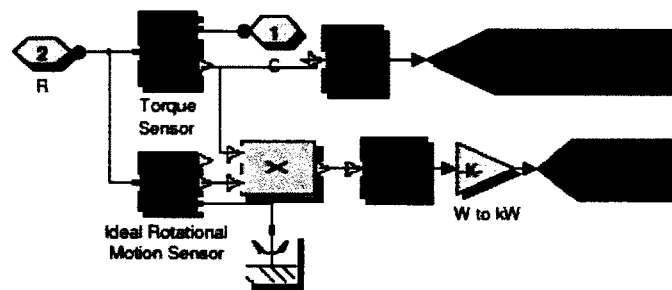 2
R
1
C
Torque
Sensor
Ideal Rotational
Motion Sensor
×
K
W to kW